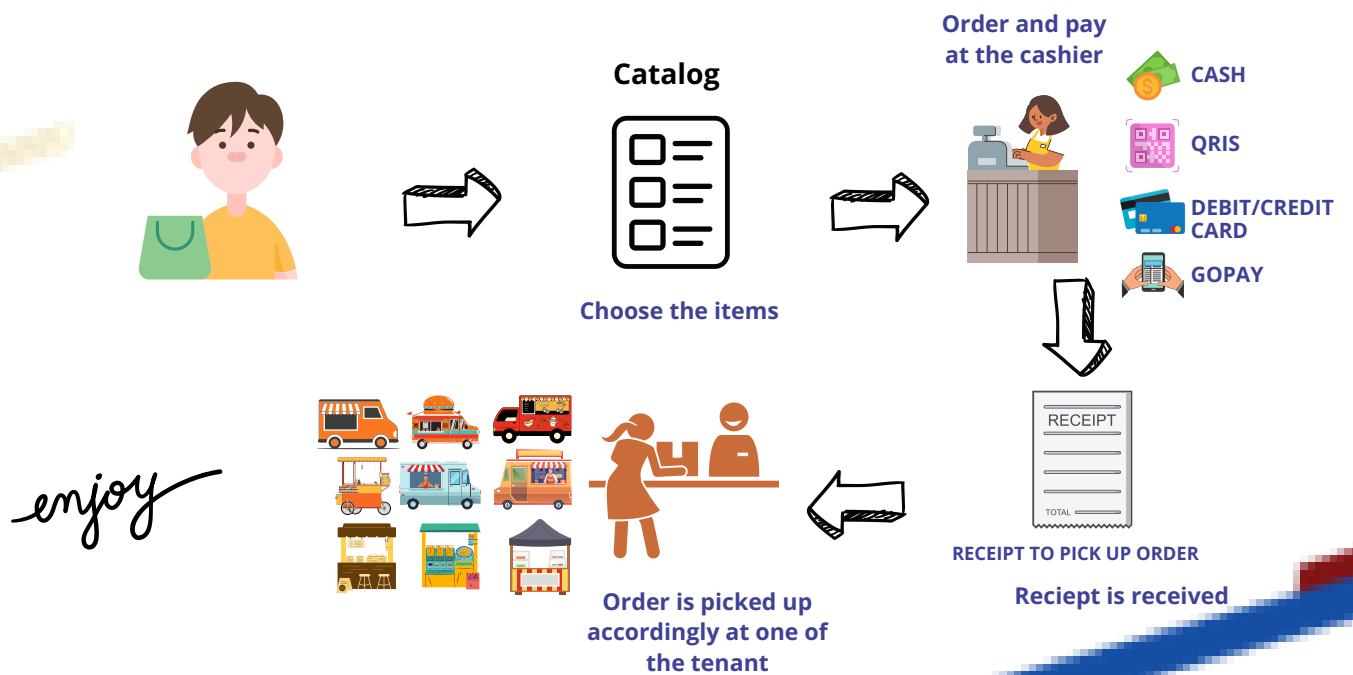 Catalog
Choose the items
Order and pay
at the cashier
CASH
QRIS
DEBIT/CREDIT
CARD
GOPAY
RECEIPT
TOTAL
RECEIPT TO PICK UP ORDER
Reciept is received
Order is picked up
accordingly at one of
the tenant
enjoy